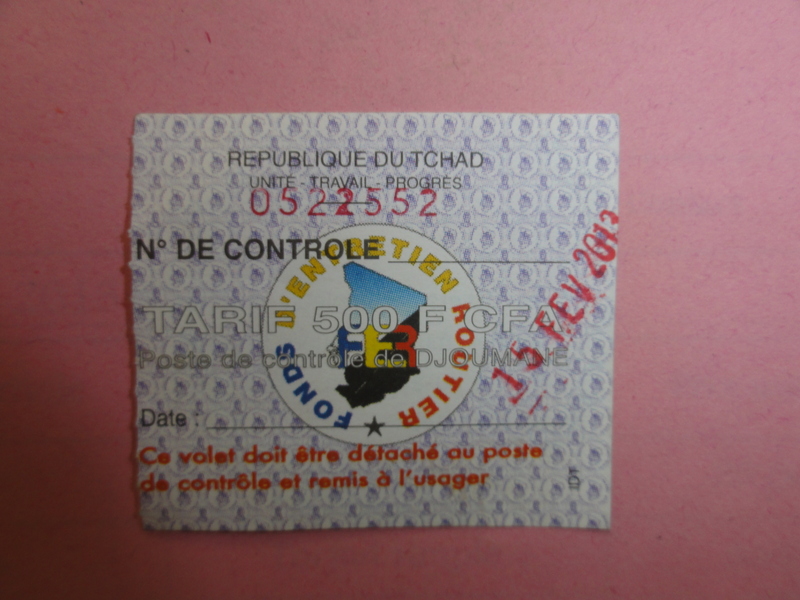 REPUBLIQUE DU TCHAD
UNITE - TRAVAIL - PROGRES
0522552
N° DE CONTROLE
FONDS D'ENTRETIEN ROUTIER
FER
TARIF 500 F CFA
Poste de contrôle de DJOUMANE
15 FEV 2013
Date :
Ce volet doit être détaché au poste
de contrôle et remis à l'usager